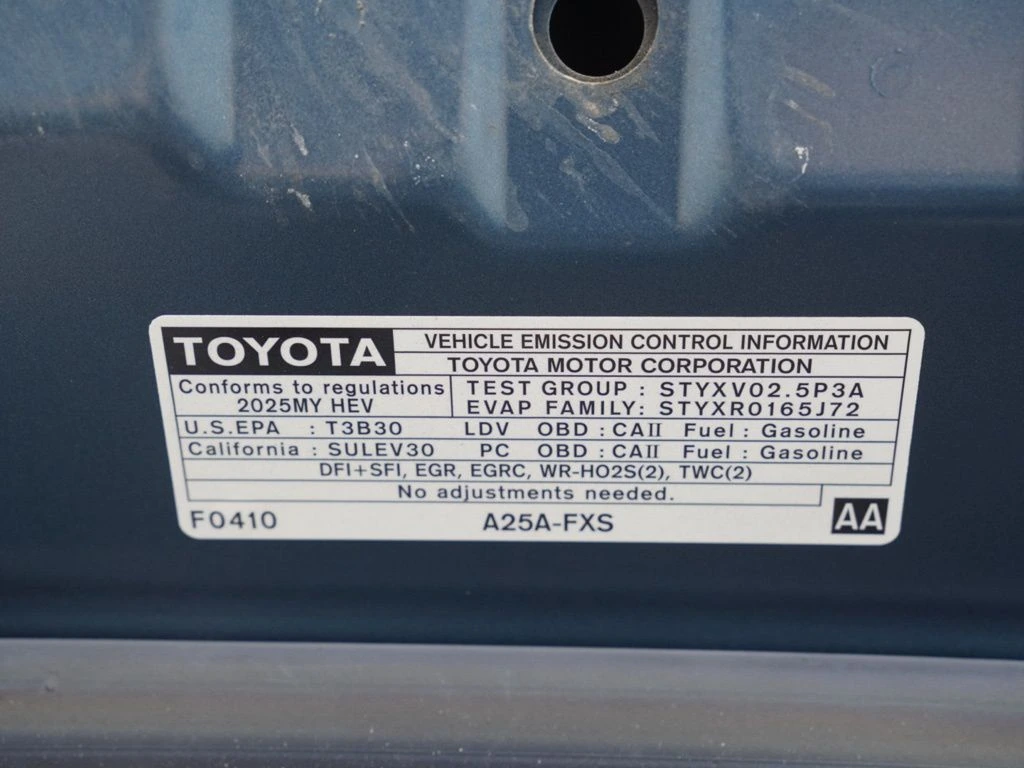 TOYOTA
VEHICLE EMISSION CONTROL INFORMATION
TOYOTA MOTOR CORPORATION
Conforms to regulations
2025MY HEV
TEST GROUP : STYXV02.5P3A
EVAP FAMILY: STYXR0165J72
U.S.EPA : T3B30 LDV OBD : CAII Fuel : Gasoline
California : SULEV30 PC OBD : CAII Fuel : Gasoline
DFI+SFI, EGR, EGRC, WR-HO2S(2), TWC(2)
No adjustments needed.
F0410 A25A-FXS AA